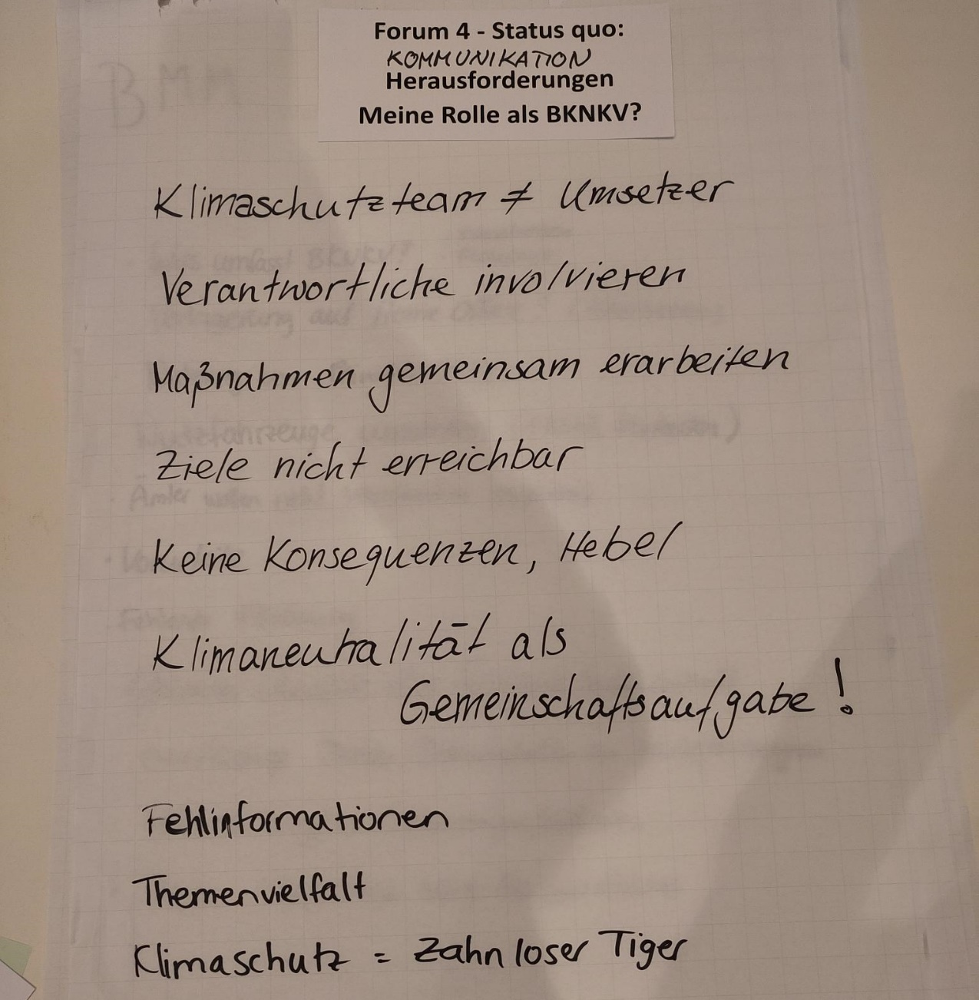 Forum 4 - Status quo:
KOMMUNIKATION
Herausforderungen
Meine Rolle als BKNKV?
BMM
Klimaschutzteam ≠ Umsetzer
Verantwortliche involvieren
Maßnahmen gemeinsam erarbeiten
Ziele nicht erreichbar
Keine Konsequenzen, Hebel
Klimaneutralität als
Gemeinschaftsaufgabe!
Fehlinformationen
Themenvielfalt
Klimaschutz = Zahnloser Tiger